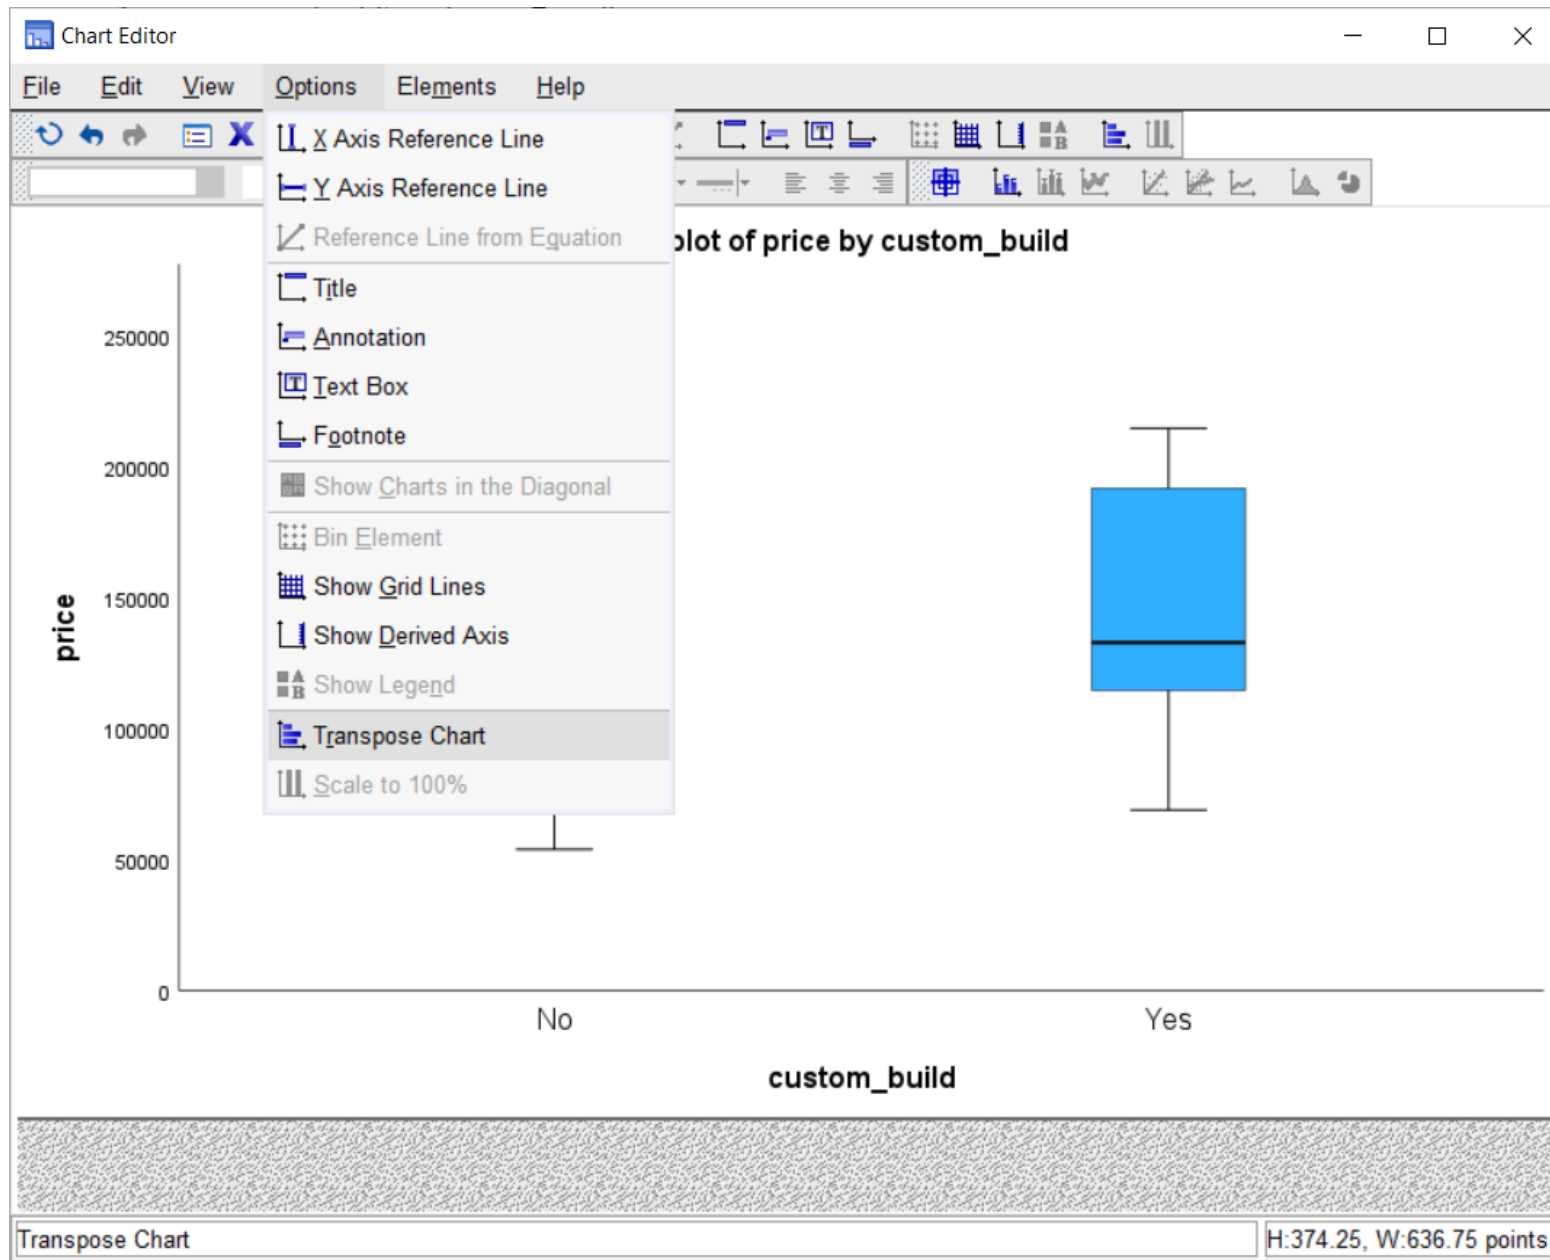 Chart Editor
File Edit View Options Elements Help
X Axis Reference Line
Y Axis Reference Line
Reference Line from Equation
Title
Annotation
Text Box
Footnote
Show Charts in the Diagonal
Bin Element
Show Grid Lines
Show Derived Axis
Show Legend
Transpose Chart
Scale to 100%
plot of price by custom_build
250000
200000
150000
100000
50000
0
price
No Yes
custom_build
Transpose Chart H:374.25, W:636.75 points